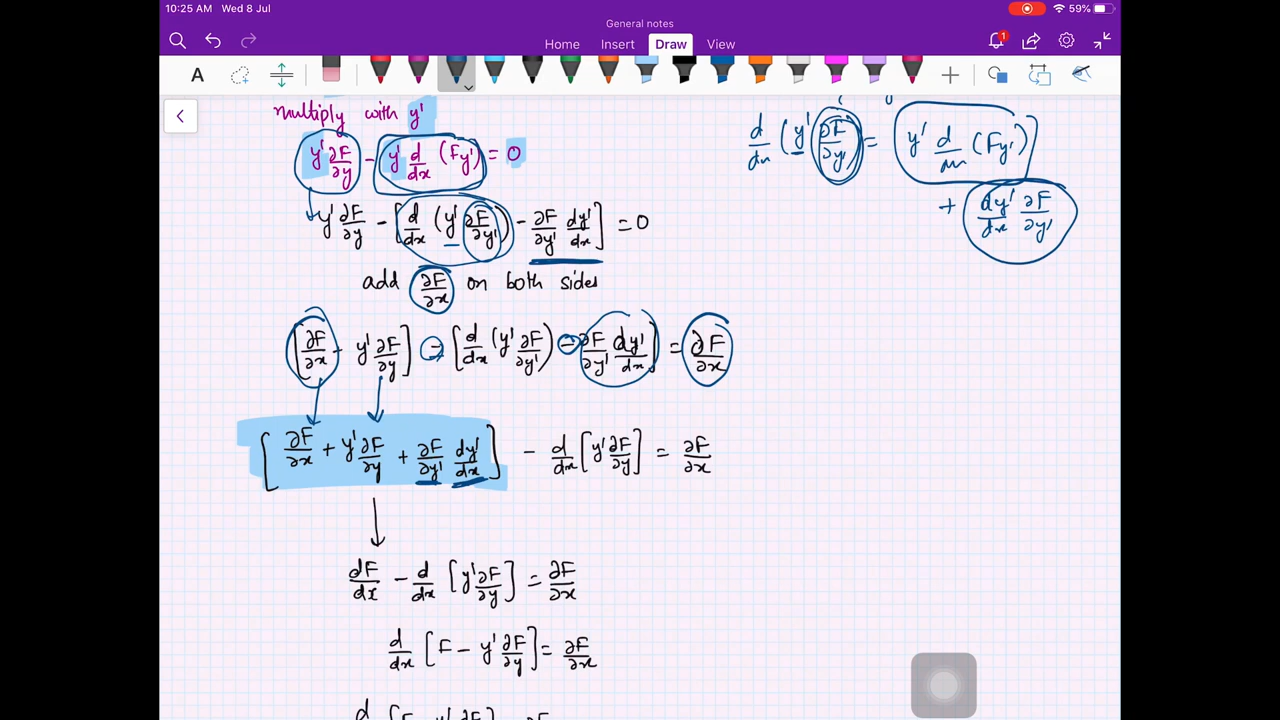 10:25 AM Wed 8 Jul
59%
General notes
Home Insert Draw View
1
A
multiply with y'
y' ∂F/∂y - y' d/dx (Fy') = 0
y' ∂F/∂y - [d/dx (y' ∂F/∂y') - ∂F/∂y' dy'/dx] = 0
add ∂F/∂x on both sides
[∂F/∂x - y' ∂F/∂y] - [d/dx (y' ∂F/∂y') - ∂F/∂y' dy'/dx] = ∂F/∂x
[∂F/∂x + y' ∂F/∂y + ∂F/∂y' dy'/dx] - d/dx [y' ∂F/∂y] = ∂F/∂x
dF/dx - d/dx [y' ∂F/∂y] = ∂F/∂x
d/dx [F - y' ∂F/∂y] = ∂F/∂x
d/dx (y' ∂F/∂y') = y' d/dx (Fy')
+ dy'/dx ∂F/∂y'